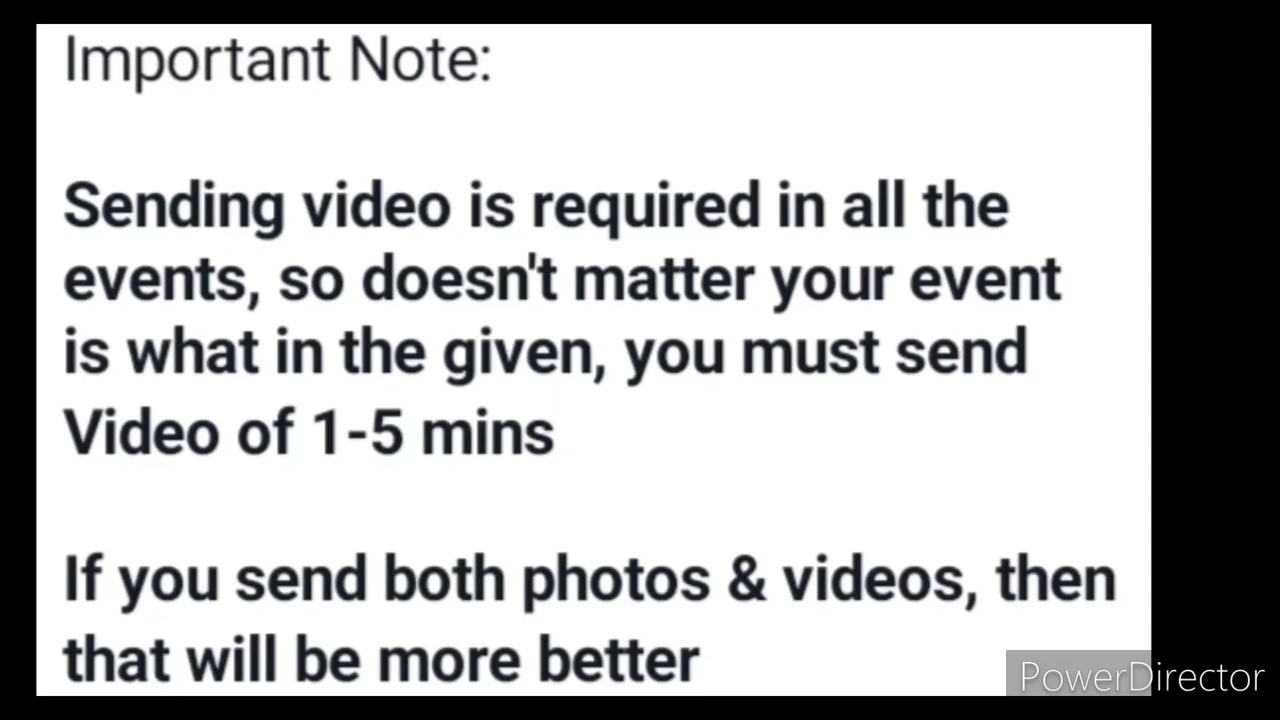 Important Note:
Sending video is required in all the
events, so doesn't matter your event
is what in the given, you must send
Video of 1-5 mins
If you send both photos & videos, then
that will be more better
PowerDirector